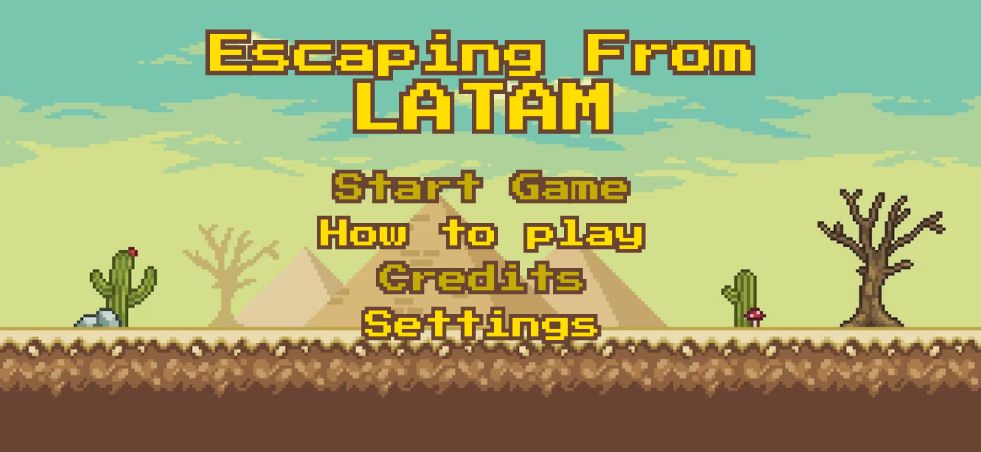 Escaping From
LATAM
Start Game
How to play
Credits
Settings